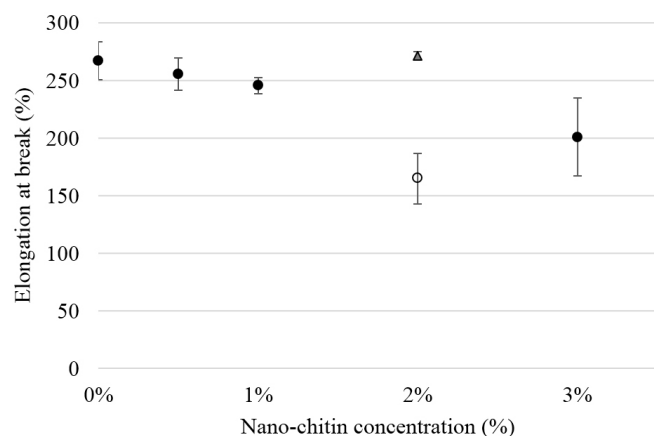 300
250
200
150
100
50
0
Elongation at break (%)
0% 1% 2% 3%
Nano-chitin concentration (%)